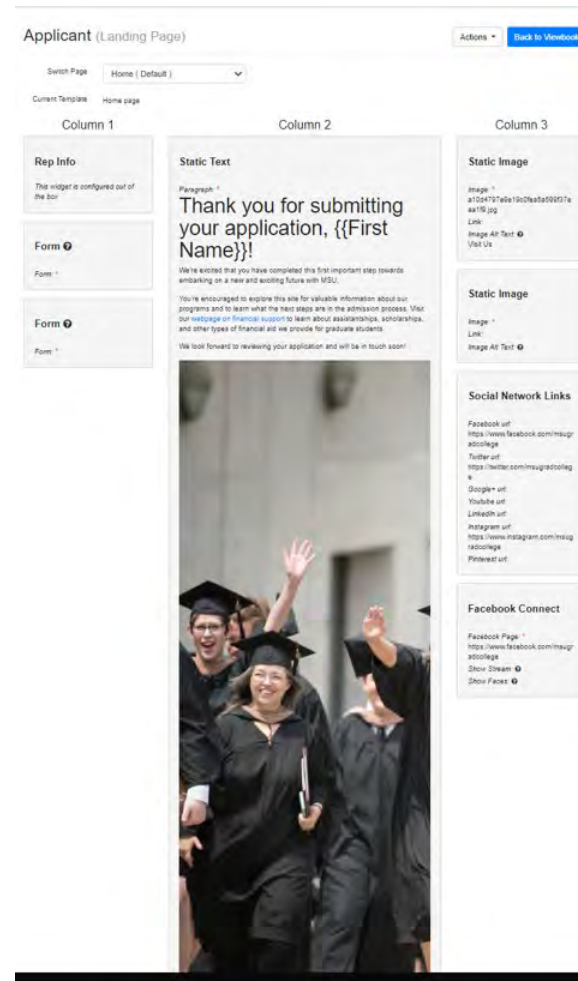 Applicant (Landing Page)
Actions
Back to Viewbook
Switch Page
Home ( Default )
Current Template
Home page
Column 1
Rep Info
This widget is configured out of
the box
Form
Form: *
Form
Form: *
Column 2
Static Text
Paragraph: *
Thank you for submitting
your application, {{First
Name}}!
We're excited that you have completed this first important step towards
embarking on a new and exciting future with MSU.
You're encouraged to explore this site for valuable information about our
programs and to learn what the next steps are in the admission process. Visit
our webpage on financial support to learn about assistantships, scholarships,
and other types of financial aid we provide for graduate students.
We look forward to reviewing your application and will be in touch soon!
Column 3
Static Image
Image: *
Link:
Image Alt Text:
Visit Us
Static Image
Image: *
Link:
Image Alt Text:
Social Network Links
Facebook url:
https://www.facebook.com/msugr
adcollege
Twitter url:
https://twitter.com/msugradcolleg
e
Google+ url:
Youtube url:
LinkedIn url:
Instagram url:
https://www.instagram.com/msug
radcollege
Pinterest url:
Facebook Connect
Facebook Page: *
https://www.facebook.com/msugr
adcollege
Show Stream:
Show Faces: